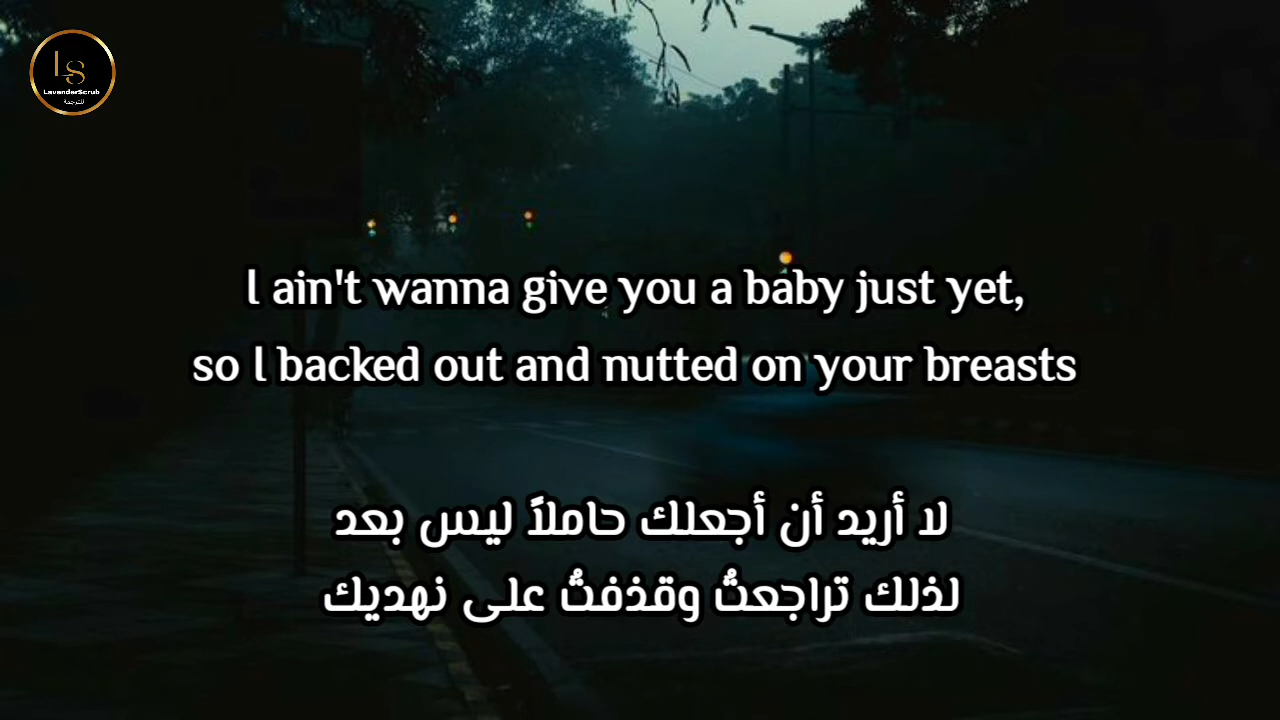 LS
LavenderScrub
للترجمة
I ain't wanna give you a baby just yet,
so I backed out and nutted on your breasts
لا أريد أن أجعلك حاملاً ليس بعد
لذلك تراجعتُ وقذفتُ على نهديك